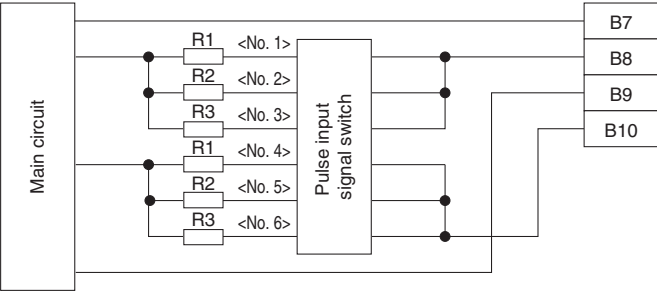 B7
R1 <No. 1>
B8
R2 <No. 2>
B9
R3 <No. 3>
B10
R1 <No. 4>
R2 <No. 5>
R3 <No. 6>
Main circuit
Pulse input
signal switch